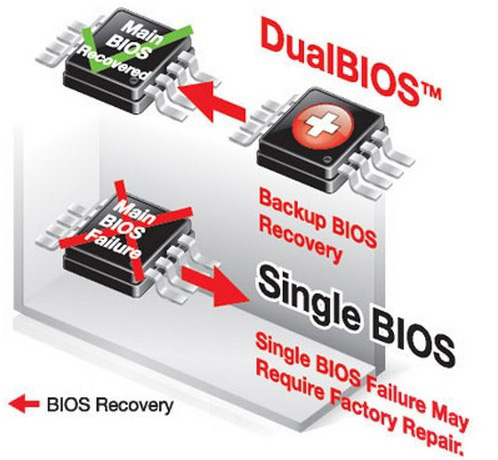 Main
BIOS
Recovered
DualBIOS™
Backup BIOS
Recovery
Main
BIOS
Failure
Single BIOS
Single BIOS Failure May
Require Factory Repair.
BIOS Recovery